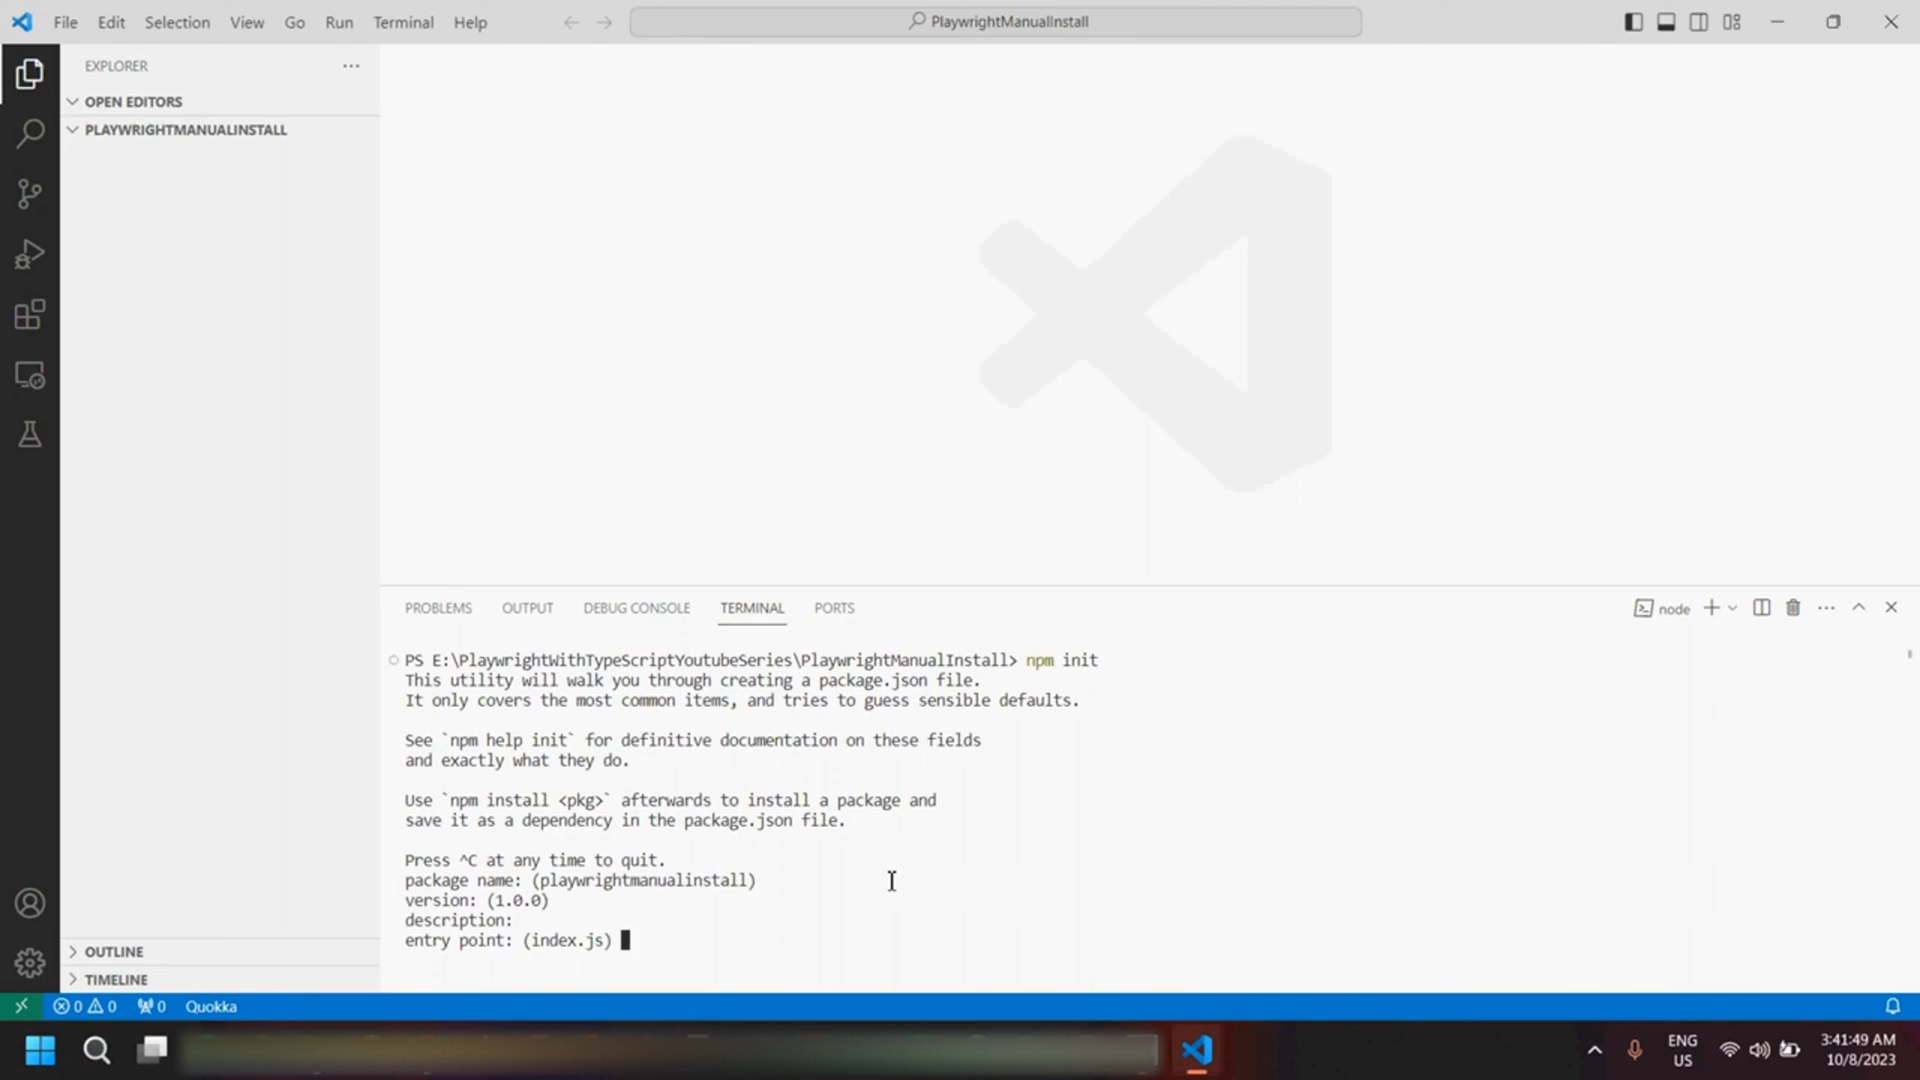 File Edit Selection View Go Run Terminal Help
PlaywrightManualInstall
EXPLORER
OPEN EDITORS
PLAYWRIGHTMANUALINSTALL
PROBLEMS OUTPUT DEBUG CONSOLE TERMINAL PORTS
node
PS E:\PlaywrightWithTypeScriptYoutubeSeries\PlaywrightManualInstall> npm init
This utility will walk you through creating a package.json file.
It only covers the most common items, and tries to guess sensible defaults.
See `npm help init` for definitive documentation on these fields
and exactly what they do.
Use `npm install <pkg>` afterwards to install a package and
save it as a dependency in the package.json file.
Press ^C at any time to quit.
package name: (playwrightmanualinstall)
version: (1.0.0)
description:
entry point: (index.js)
OUTLINE
TIMELINE
0 0 0 Quokka
ENG
US
3:41:49 AM
10/8/2023